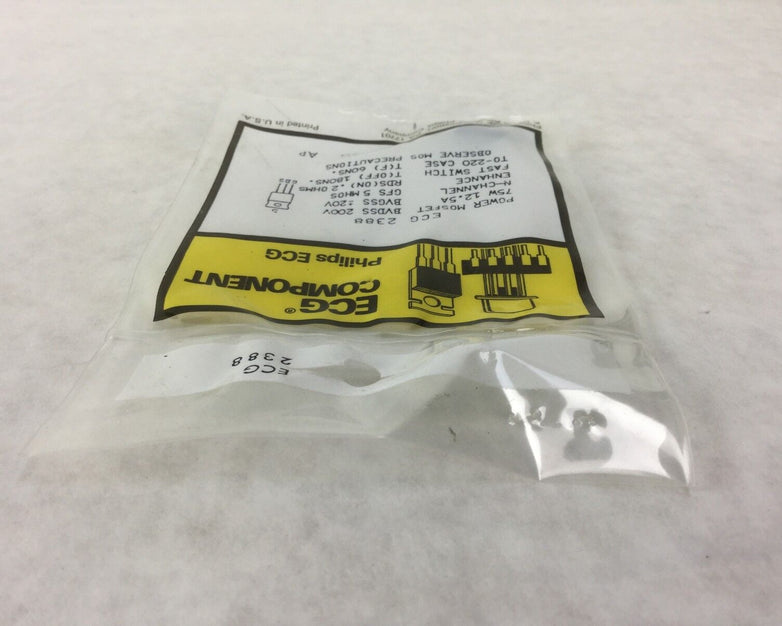 ECG
2388
ECG®
COMPONENT
Philips ECG
ECG 2388
POWER MOSFET
75W 12.5A
N-CHANNEL
ENHANCE
FAST SWITCH
TO-220 CASE
OBSERVE MOS PRECAUTIONS
BVDSS 200V
BVGSS ±20V
GFS 5 MHOS
RDS(ON) .2 OHMS
T(OFF) 180NS.
T(F) 60NS.
GDS
Printed in U.S.A.